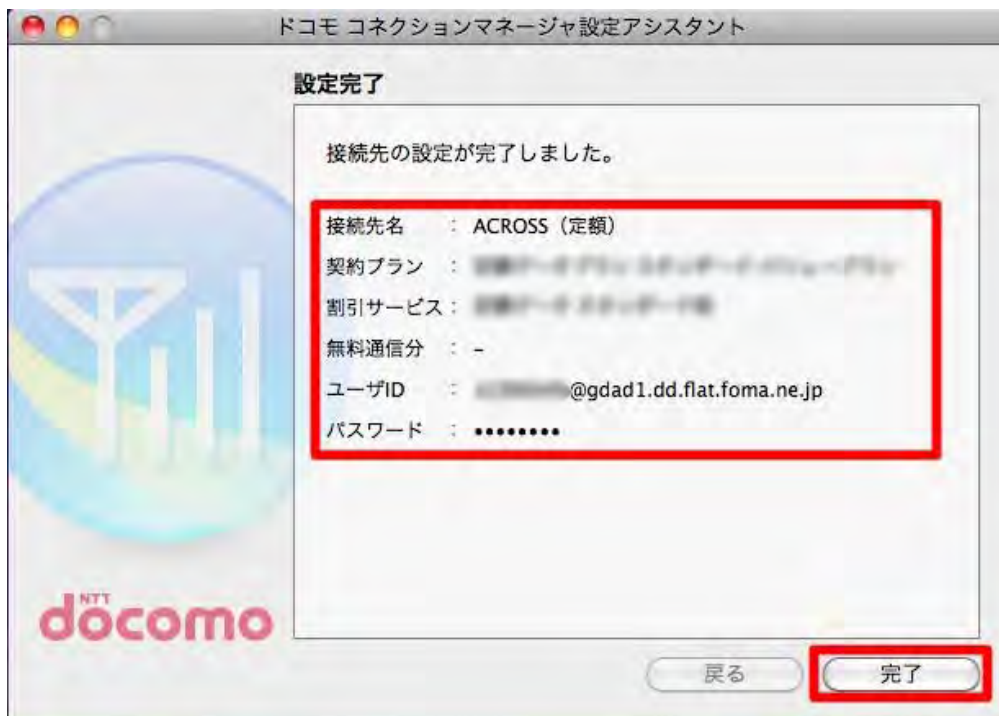 ドコモ コネクションマネージャ設定アシスタント
設定完了
接続先の設定が完了しました。
接続先名 : ACROSS（定額）
契約プラン :
割引サービス :
無料通信分 : –
ユーザID : @gdad1.dd.flat.foma.ne.jp
パスワード : ••••••••
NTT
döcomo
戻る
完了